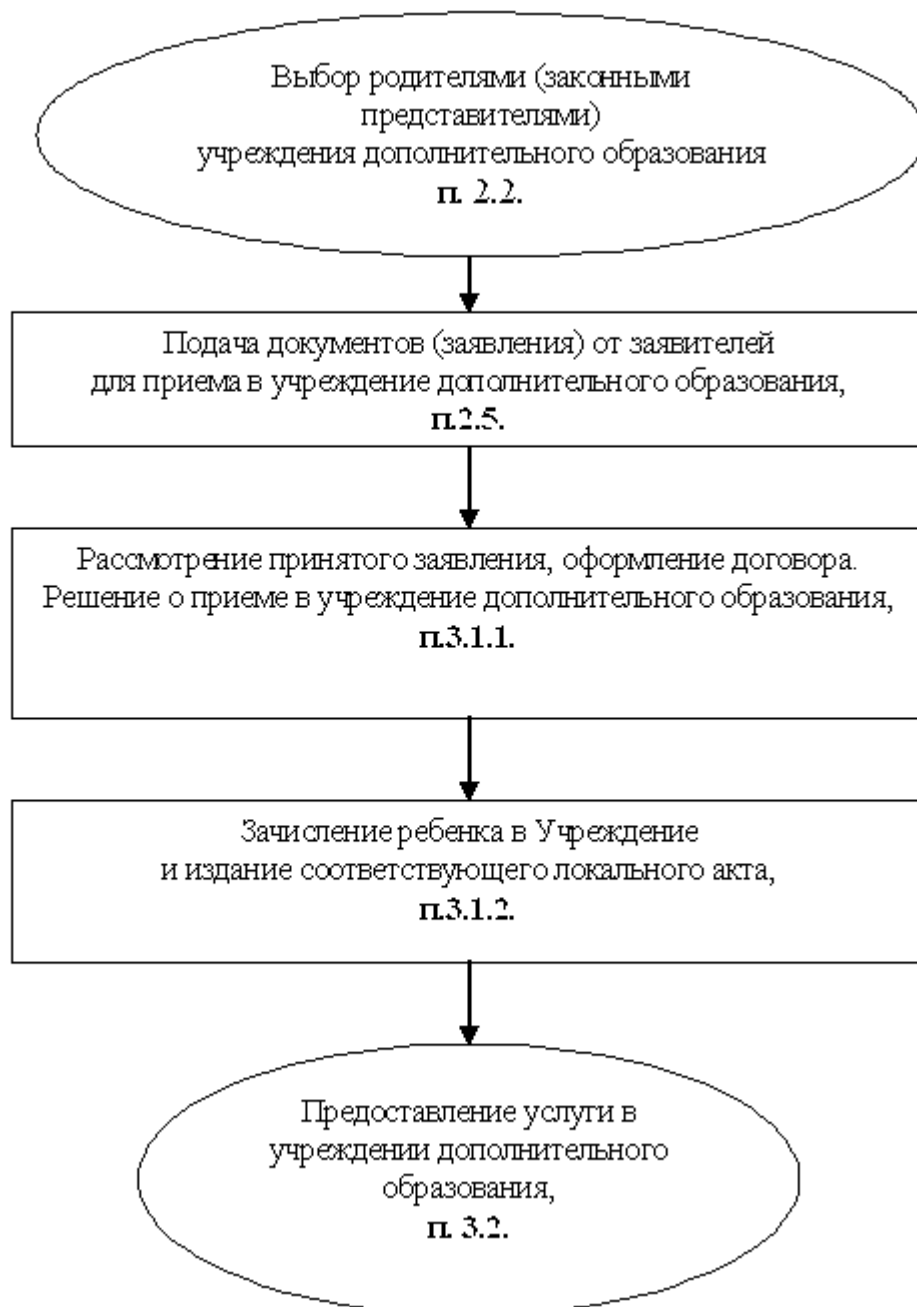 Выбор родителями (законными
представителями)
учреждения дополнительного образования
п. 2.2.
Подача документов (заявления) от заявителей
для приема в учреждение дополнительного образования,
п.2.5.
Рассмотрение принятого заявления, оформление договора.
Решение о приеме в учреждение дополнительного образования,
п.3.1.1.
Зачисление ребенка в Учреждение
и издание соответствующего локального акта,
п.3.1.2.
Предоставление услуги в
учреждении дополнительного
образования,
п. 3.2.